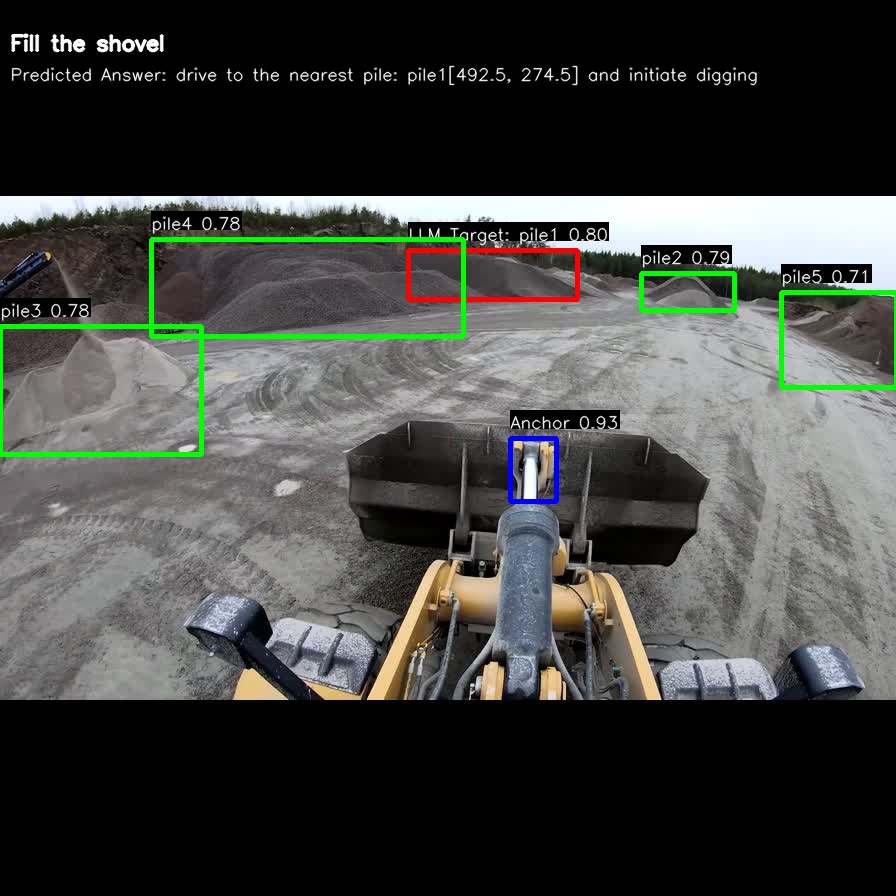 Fill the shovel
Predicted Answer: drive to the nearest pile: pile1[492.5, 274.5] and initiate digging
pile4 0.78
LLM Target: pile1 0.80
pile2 0.79
pile5 0.71
pile3 0.78
Anchor 0.93